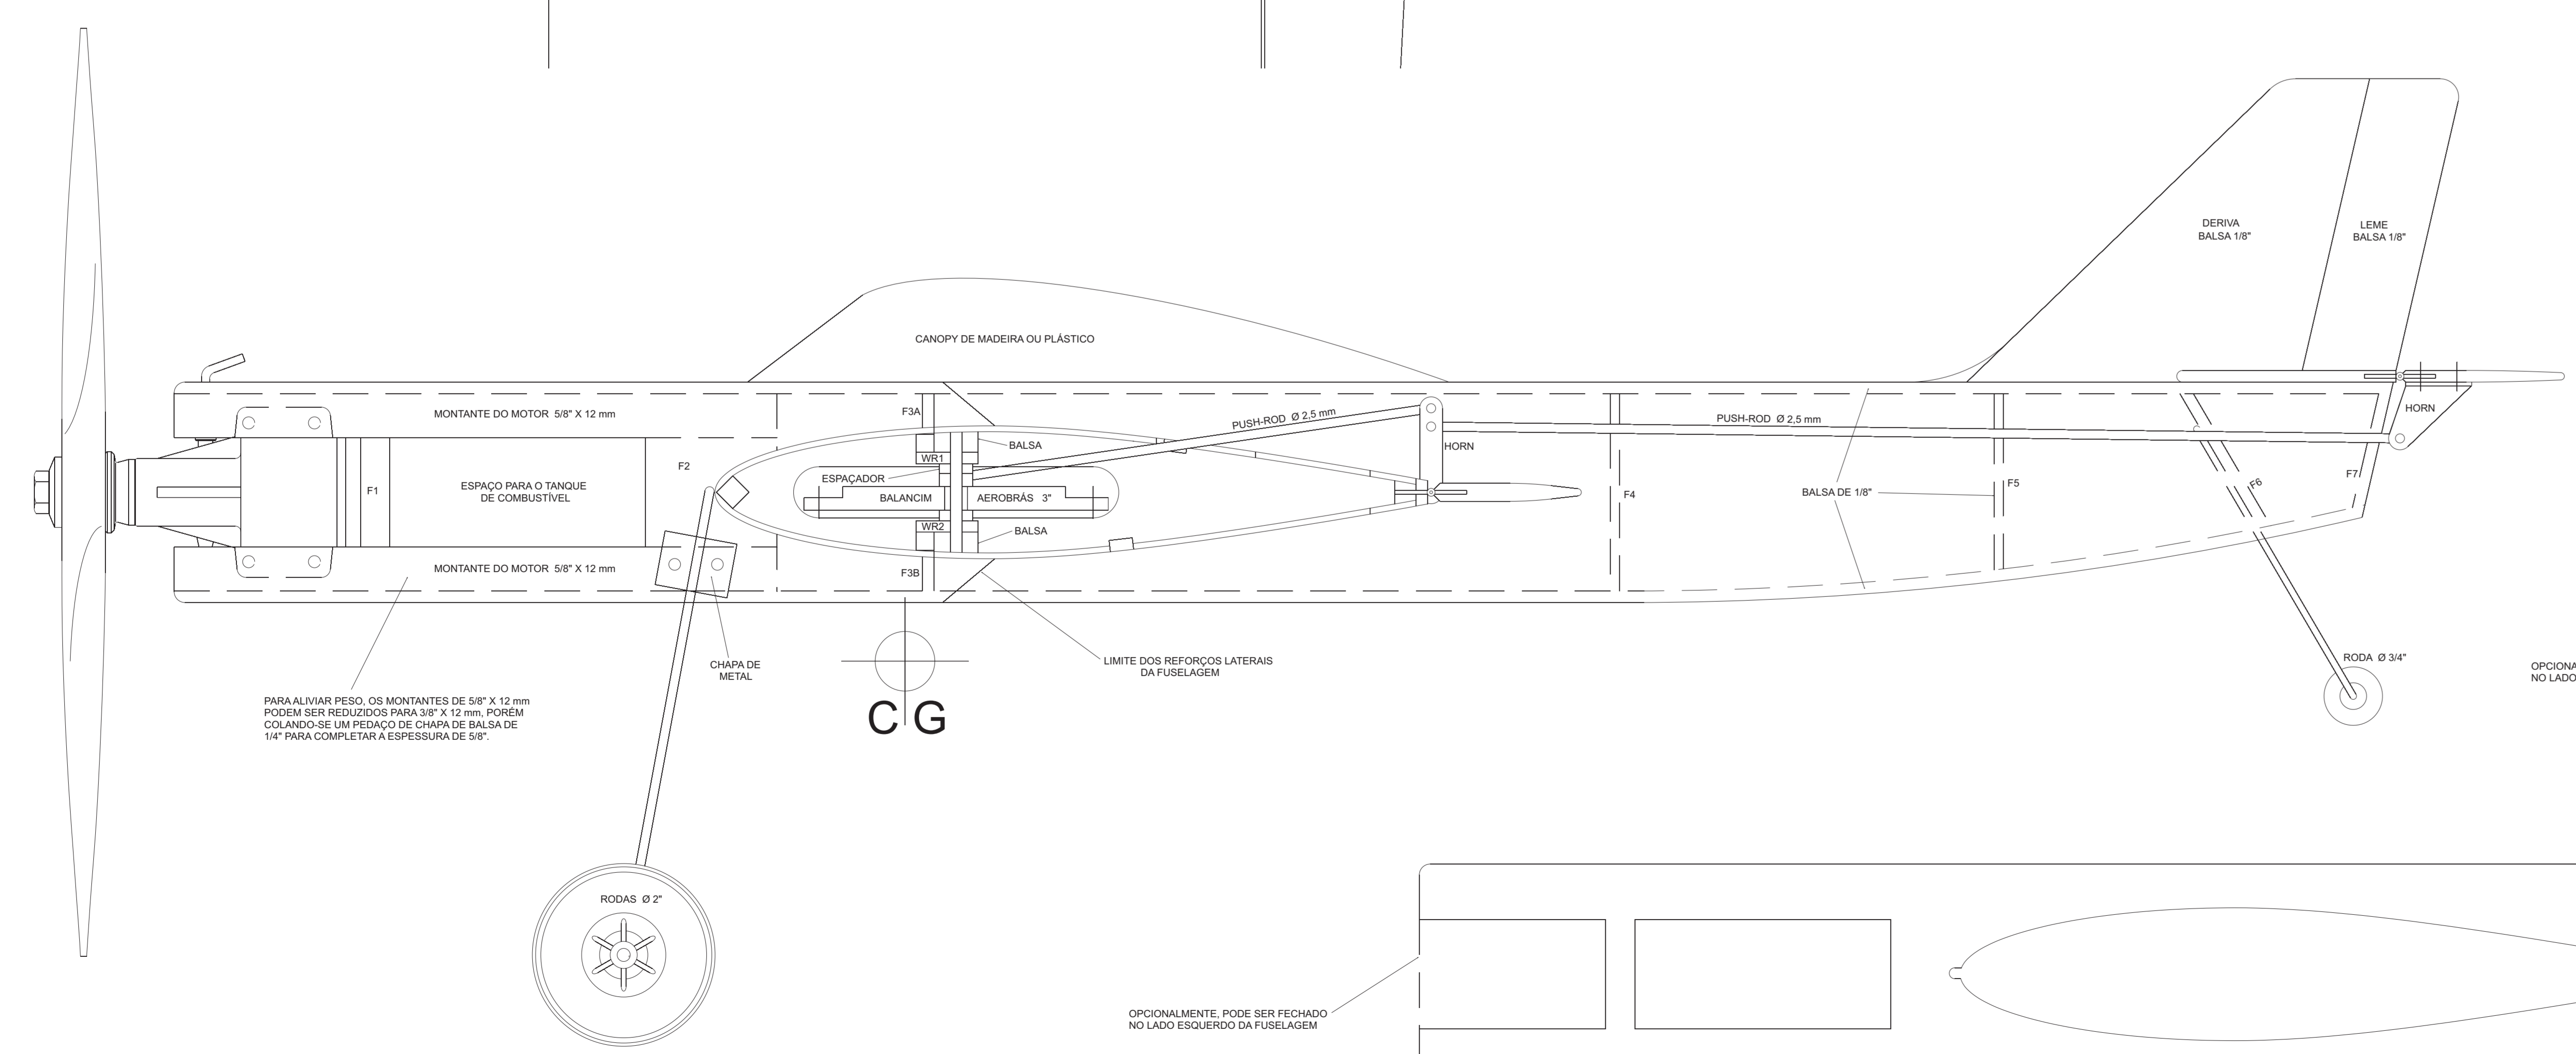 DERIVA
BALSA 1/8"
LEME
BALSA 1/8"
CANOPY DE MADEIRA OU PLÁSTICO
MONTANTE DO MOTOR 5/8" X 12 mm
F3A
PUSH-ROD Ø 2,5 mm
PUSH-ROD Ø 2,5 mm
HORN
BALSA
HORN
WR1
F2
ESPAÇADOR
F1
ESPAÇO PARA O TANQUE
DE COMBUSTÍVEL
BALANCIM
AEROBRÁS 3"
F4
BALSA DE 1/8"
F5
F6
F7
WR2
BALSA
MONTANTE DO MOTOR 5/8" X 12 mm
F3B
CHAPA DE
METAL
LIMITE DOS REFORÇOS LATERAIS
DA FUSELAGEM
RODA Ø 3/4"
OPCIONA
NO LADO
PARA ALIVIAR PESO, OS MONTANTES DE 5/8" X 12 mm
PODEM SER REDUZIDOS PARA 3/8" X 12 mm, PORÉM
COLANDO-SE UM PEDAÇO DE CHAPA DE BALSA DE
1/4" PARA COMPLETAR A ESPESSURA DE 5/8".
C G
RODAS Ø 2"
OPCIONALMENTE, PODE SER FECHADO
NO LADO ESQUERDO DA FUSELAGEM